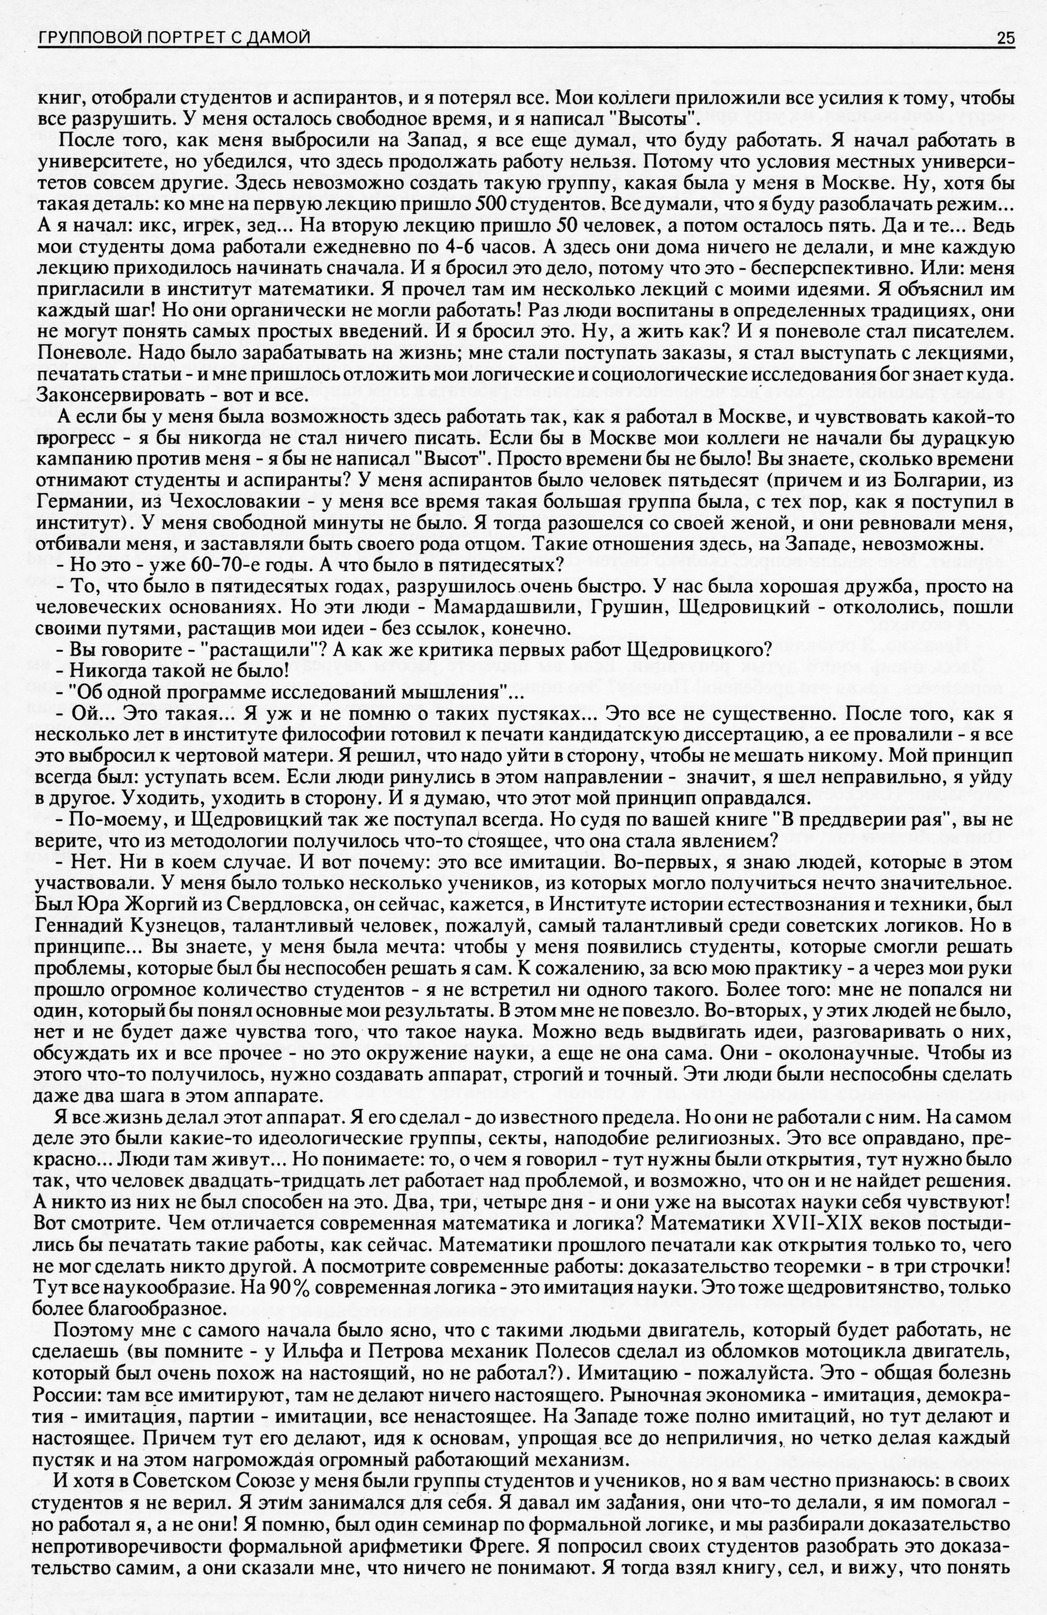 ГРУППОВОЙ ПОРТРЕТ С ДАМОЙ 25
книг, отобрали студентов и аспирантов, и я потерял все. Мои коллеги приложили все усилия к тому, чтобы
все разрушить. У меня осталось свободное время, и я написал "Высоты".
После того, как меня выбросили на Запад, я все еще думал, что буду работать. Я начал работать в
университете, но убедился, что здесь продолжать работу нельзя. Потому что условия местных универси-
тетов совсем другие. Здесь невозможно создать такую группу, какая была у меня в Москве. Ну, хотя бы
такая деталь: ко мне на первую лекцию пришло 500 студентов. Все думали, что я буду разоблачать режим...
А я начал: икс, игрек, зед... На вторую лекцию пришло 50 человек, а потом осталось пять. Да и те... Ведь
мои студенты дома работали ежедневно по 4-6 часов. А здесь они дома ничего не делали, и мне каждую
лекцию приходилось начинать сначала. И я бросил это дело, потому что это - бесперспективно. Или: меня
пригласили в институт математики. Я прочел там им несколько лекций с моими идеями. Я объяснил им
каждый шаг! Но они органически не могли работать! Раз люди воспитаны в определенных традициях, они
не могут понять самых простых введений. И я бросил это. Ну, а жить как? И я поневоле стал писателем.
Поневоле. Надо было зарабатывать на жизнь; мне стали поступать заказы, я стал выступать с лекциями,
печатать статьи - и мне пришлось отложить мои логические и социологические исследования бог знает куда.
Законсервировать - вот и все.
А если бы у меня была возможность здесь работать так, как я работал в Москве, и чувствовать какой-то
прогресс - я бы никогда не стал ничего писать. Если бы в Москве мои коллеги не начали бы дурацкую
кампанию против меня - я бы не написал "Высот". Просто времени бы не было! Вы знаете, сколько времени
отнимают студенты и аспиранты? У меня аспирантов было человек пятьдесят (причем и из Болгарии, из
Германии, из Чехословакии - у меня все время такая большая группа была, с тех пор, как я поступил в
институт). У меня свободной минуты не было. Я тогда разошелся со своей женой, и они ревновали меня,
отбивали меня, и заставляли быть своего рода отцом. Такие отношения здесь, на Западе, невозможны.
- Но это - уже 60-70-е годы. А что было в пятидесятых?
- То, что было в пятидесятых годах, разрушилось очень быстро. У нас была хорошая дружба, просто на
человеческих основаниях. Но эти люди - Мамардашвили, Грушин, Щедровицкий - откололись, пошли
своими путями, растащив мои идеи - без ссылок, конечно.
- Вы говорите - "растащили"? А как же критика первых работ Щедровицкого?
- Никогда такой не было!
- "Об одной программе исследований мышления"...
- Ой... Это такая... Я уж и не помню о таких пустяках... Это все не существенно. После того, как я
несколько лет в институте философии готовил к печати кандидатскую диссертацию, а ее провалили - я все
это выбросил к чертовой матери. Я решил, что надо уйти в сторону, чтобы не мешать никому. Мой принцип
всегда был: уступать всем. Если люди ринулись в этом направлении - значит, я шел неправильно, я уйду
в другое. Уходить, уходить в сторону. И я думаю, что этот мой принцип оправдался.
- По-моему, и Щедровицкий так же поступал всегда. Но судя по вашей книге "В преддверии рая", вы не
верите, что из методологии получилось что-то стоящее, что она стала явлением?
- Нет. Ни в коем случае. И вот почему: это все имитации. Во-первых, я знаю людей, которые в этом
участвовали. У меня было только несколько учеников, из которых могло получиться нечто значительное.
Был Юра Жоргий из Свердловска, он сейчас, кажется, в Институте истории естествознания и техники, был
Геннадий Кузнецов, талантливый человек, пожалуй, самый талантливый среди советских логиков. Но в
принципе... Вы знаете, у меня была мечта: чтобы у меня появились студенты, которые смогли решать
проблемы, которые был бы неспособен решать я сам. К сожалению, за всю мою практику - а через мои руки
прошло огромное количество студентов - я не встретил ни одного такого. Более того: мне не попался ни
один, который бы понял основные мои результаты. В этом мне не повезло. Во-вторых, у этих людей не было,
нет и не будет даже чувства того, что такое наука. Можно ведь выдвигать идеи, разговаривать о них,
обсуждать их и все прочее - но это окружение науки, а еще не она сама. Они - околонаучные. Чтобы из
этого что-то получилось, нужно создавать аппарат, строгий и точный. Эти люди были неспособны сделать
даже два шага в этом аппарате.
Я все жизнь делал этот аппарат. Я его сделал - до известного предела. Но они не работали с ним. На самом
деле это были какие-то идеологические группы, секты, наподобие религиозных. Это все оправдано, пре-
красно... Люди там живут... Но понимаете: то, о чем я говорил - тут нужны были открытия, тут нужно было
так, что человек двадцать-тридцать лет работает над проблемой, и возможно, что он и не найдет решения.
А никто из них не был способен на это. Два, три, четыре дня - и они уже на высотах науки себя чувствуют!
Вот смотрите. Чем отличается современная математика и логика? Математики XVII-XIX веков постыди-
лись бы печатать такие работы, как сейчас. Математики прошлого печатали как открытия только то, чего
не мог сделать никто другой. А посмотрите современные работы: доказательство теоремки - в три строчки!
Тут все наукообразие. На 90% современная логика - это имитация науки. Это тоже щедровитянство, только
более благообразное.
Поэтому мне с самого начала было ясно, что с такими людьми двигатель, который будет работать, не
сделаешь (вы помните - у Ильфа и Петрова механик Полесов сделал из обломков мотоцикла двигатель,
который был очень похож на настоящий, но не работал?). Имитацию - пожалуйста. Это - общая болезнь
России: там все имитируют, там не делают ничего настоящего. Рыночная экономика - имитация, демокра-
тия - имитация, партии - имитации, все ненастоящее. На Западе тоже полно имитаций, но тут делают и
настоящее. Причем тут его делают, идя к основам, упрощая все до неприличия, но четко делая каждый
пустяк и на этом нагромождая огромный работающий механизм.
И хотя в Советском Союзе у меня были группы студентов и учеников, но я вам честно признаюсь: в своих
студентов я не верил. Я этим занимался для себя. Я давал им задания, они что-то делали, я им помогал -
но работал я, а не они! Я помню, был один семинар по формальной логике, и мы разбирали доказательство
непротиворечивости формальной арифметики Фреге. Я попросил своих студентов разобрать это доказа-
тельство самим, а они сказали мне, что ничего не понимают. Я тогда взял книгу, сел, и вижу, что понять